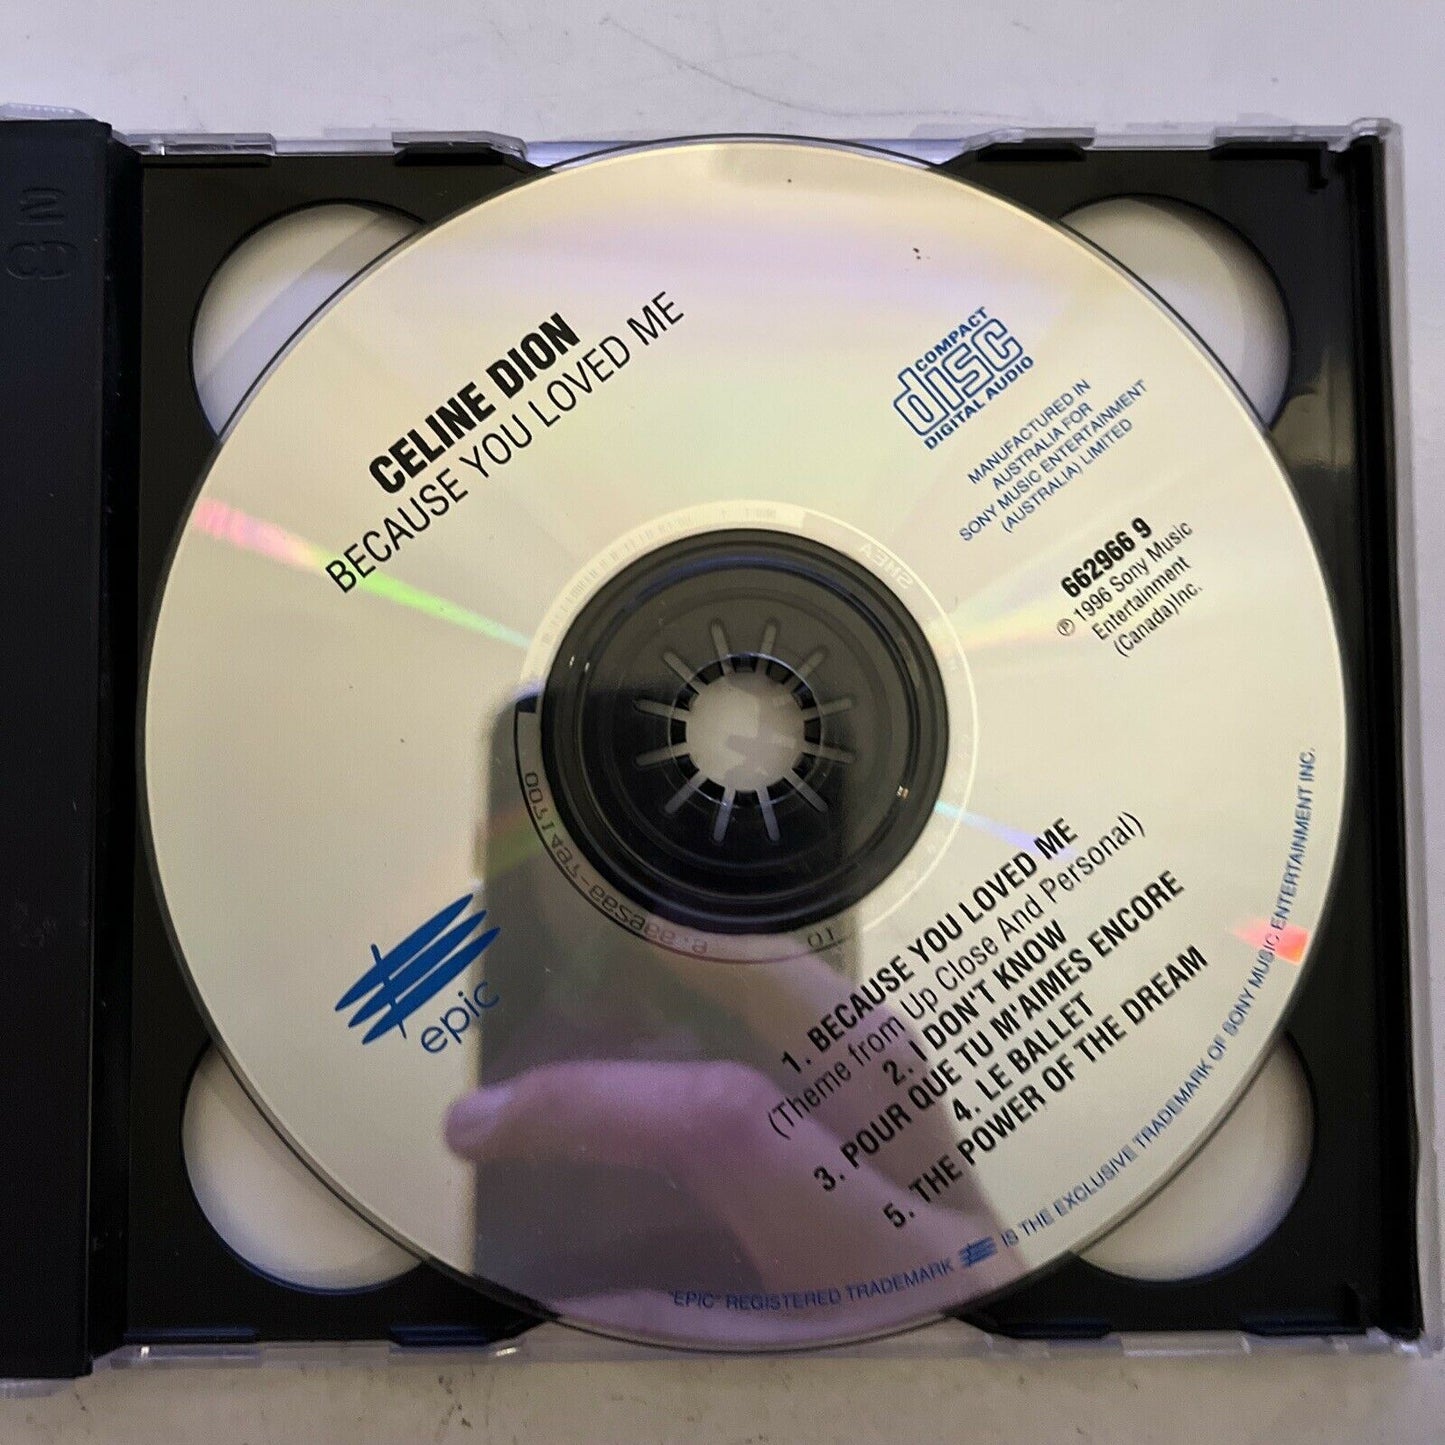 CELINE DION
BECAUSE YOU LOVED ME
COMPACT
disc
DIGITAL AUDIO
MANUFACTURED IN
AUSTRALIA FOR
SONY MUSIC ENTERTAINMENT
(AUSTRALIA) LIMITED
662966 9
℗ 1996 Sony Music
Entertainment
(Canada)Inc.
epic
1. BECAUSE YOU LOVED ME
(Theme from Up Close And Personal)
2. I DON'T KNOW
3. POUR QUE TU M'AIMES ENCORE
4. LE BALLET
5. THE POWER OF THE DREAM
"EPIC" REGISTERED TRADEMARK IS THE EXCLUSIVE TRADEMARK OF SONY MUSIC ENTERTAINMENT INC.